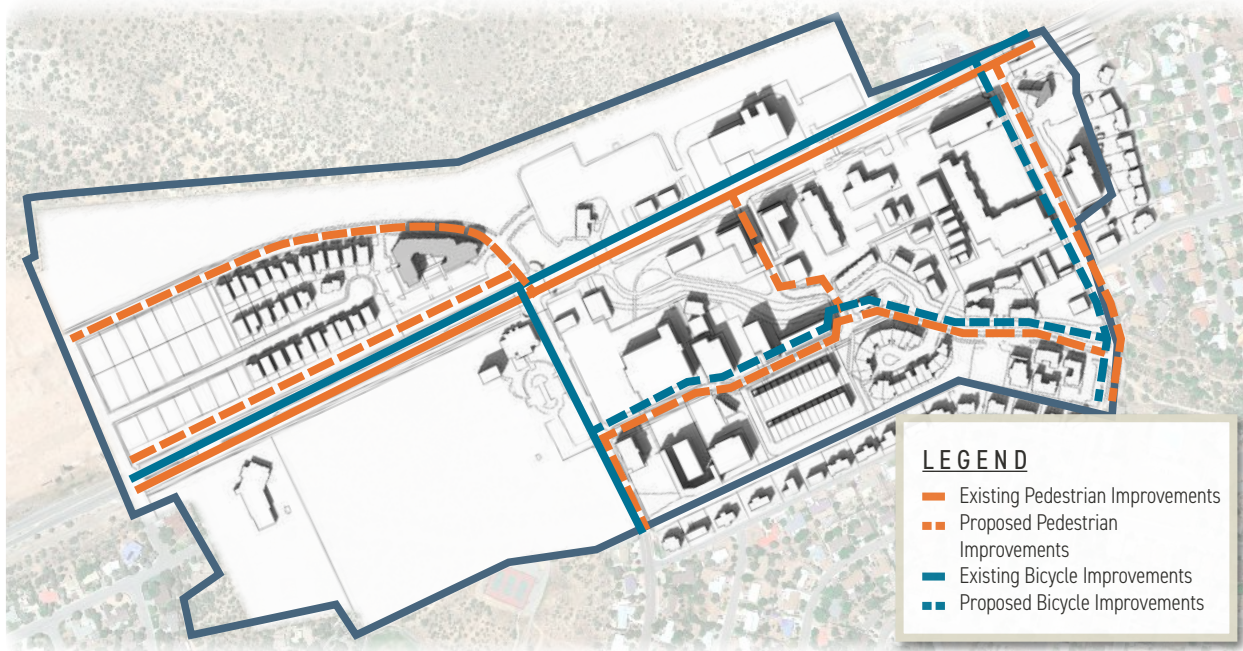 LEGEND
Existing Pedestrian Improvements
Proposed Pedestrian
Improvements
Existing Bicycle Improvements
Proposed Bicycle Improvements